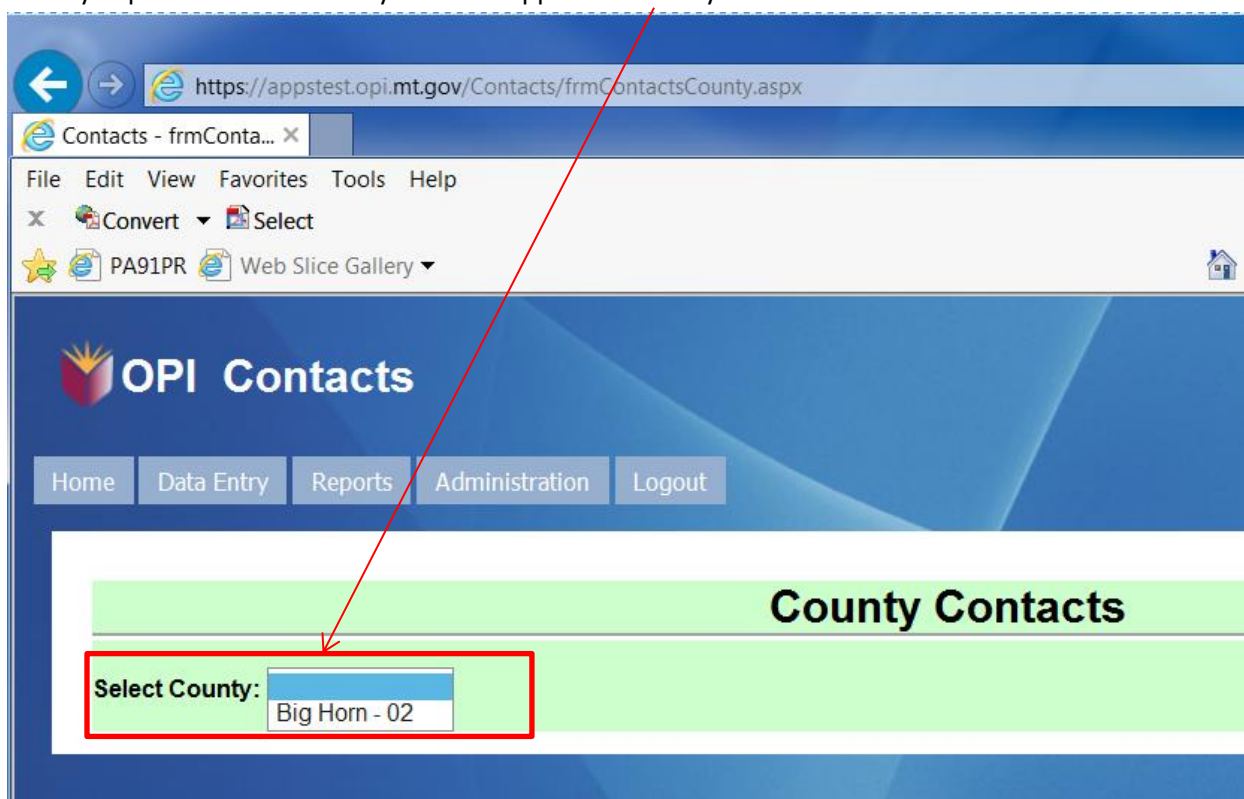 https://appstest.opi.mt.gov/Contacts/frmContactsCounty.aspx
Contacts - frmConta... ×
File Edit View Favorites Tools Help
x Convert ▼ Select
PA91PR Web Slice Gallery ▼
OPI Contacts
Home Data Entry Reports Administration Logout
County Contacts
Select County:
Big Horn - 02